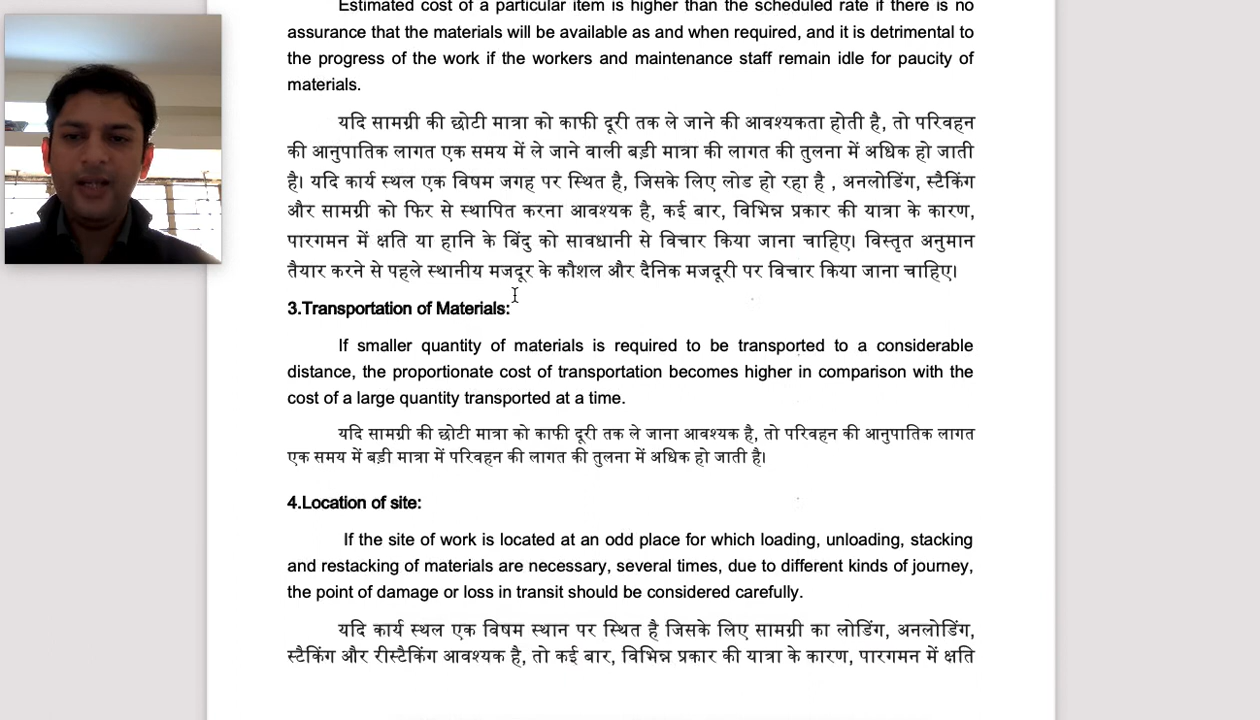 Estimated cost of a particular item is higher than the scheduled rate if there is no
assurance that the materials will be available as and when required, and it is detrimental to
the progress of the work if the workers and maintenance staff remain idle for paucity of
materials.
यदि सामग्री की छोटी मात्रा को काफी दूरी तक ले जाने की आवश्यकता होती है, तो परिवहन
की आनुपातिक लागत एक समय में ले जाने वाली बड़ी मात्रा की लागत की तुलना में अधिक हो जाती
है। यदि कार्य स्थल एक विषम जगह पर स्थित है, जिसके लिए लोड हो रहा है , अनलोडिंग, स्टैकिंग
और सामग्री को फिर से स्थापित करना आवश्यक है, कई बार, विभिन्न प्रकार की यात्रा के कारण,
पारगमन में क्षति या हानि के बिंदु को सावधानी से विचार किया जाना चाहिए। विस्तृत अनुमान
तैयार करने से पहले स्थानीय मजदूर के कौशल और दैनिक मजदूरी पर विचार किया जाना चाहिए।
3.Transportation of Materials:
If smaller quantity of materials is required to be transported to a considerable
distance, the proportionate cost of transportation becomes higher in comparison with the
cost of a large quantity transported at a time.
यदि सामग्री की छोटी मात्रा को काफी दूरी तक ले जाना आवश्यक है, तो परिवहन की आनुपातिक लागत
एक समय में बड़ी मात्रा में परिवहन की लागत की तुलना में अधिक हो जाती है।
4.Location of site:
If the site of work is located at an odd place for which loading, unloading, stacking
and restacking of materials are necessary, several times, due to different kinds of journey,
the point of damage or loss in transit should be considered carefully.
यदि कार्य स्थल एक विषम स्थान पर स्थित है जिसके लिए सामग्री का लोडिंग, अनलोडिंग,
स्टैकिंग और रीस्टैकिंग आवश्यक है, तो कई बार, विभिन्न प्रकार की यात्रा के कारण, पारगमन में क्षति